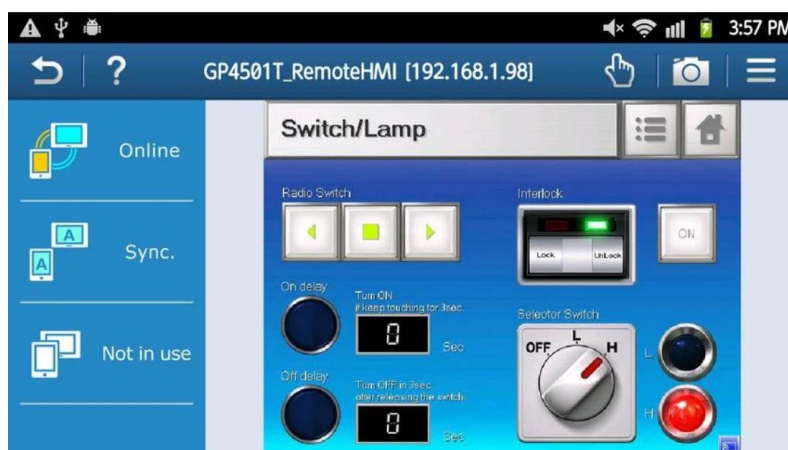 3:57 PM
? GP4501T_RemoteHMI [192.168.1.98]
Online
A
A
Sync.
Not in use
Switch/Lamp
Radio Switch
Interlock
Lock
UnLock
ON
On delay
Turn ON
if keep touching for 3sec.
0
Sec
Off delay
Turn OFF in 3sec
after releasing the switch.
0
Sec
Selector Switch
OFF
L
H
L
H